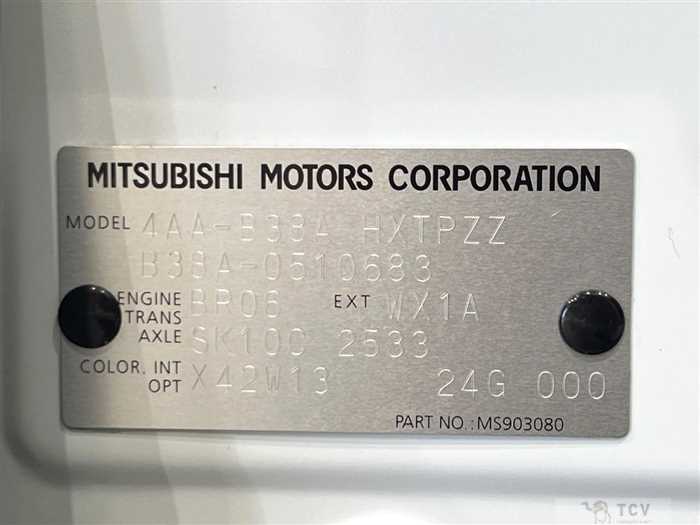 MITSUBISHI MOTORS CORPORATION
MODEL 4AA-B38A HXTPZZ
B38A-0510683
ENGINE BR06 EXT WX1A
TRANS
AXLE SK10C 2533
COLOR. INT X42W13 24G 000
OPT
PART NO.:MS903080
TCV